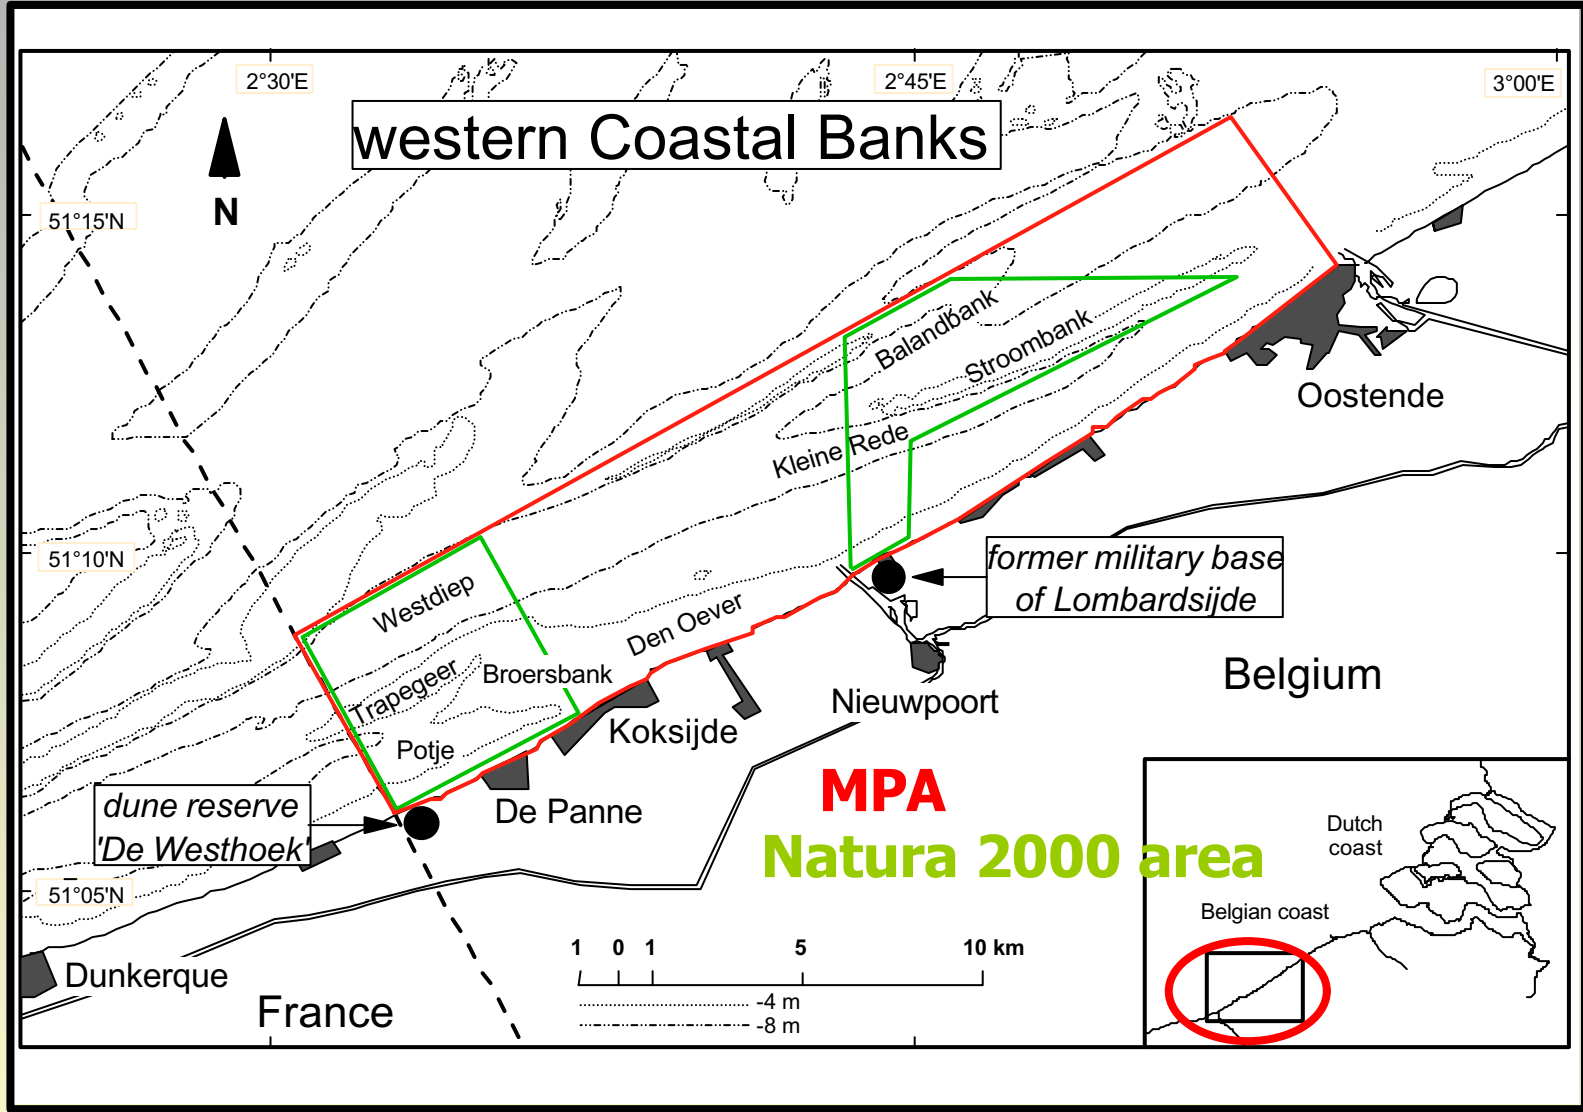 2°30'E
2°45'E
3°00'E
western Coastal Banks
N
51°15'N
Balandbank
Stroombank
Oostende
Kleine Rede
51°10'N
former military base
of Lombardsijde
Westdiep
Den Oever
Trapegeer
Broersbank
Belgium
Nieuwpoort
Koksijde
Potje
MPA
De Panne
dune reserve
'De Westhoek'
Natura 2000 area
Dutch
coast
51°05'N
Belgian coast
1 0 1 5 10 km
Dunkerque
-4 m
France
-8 m